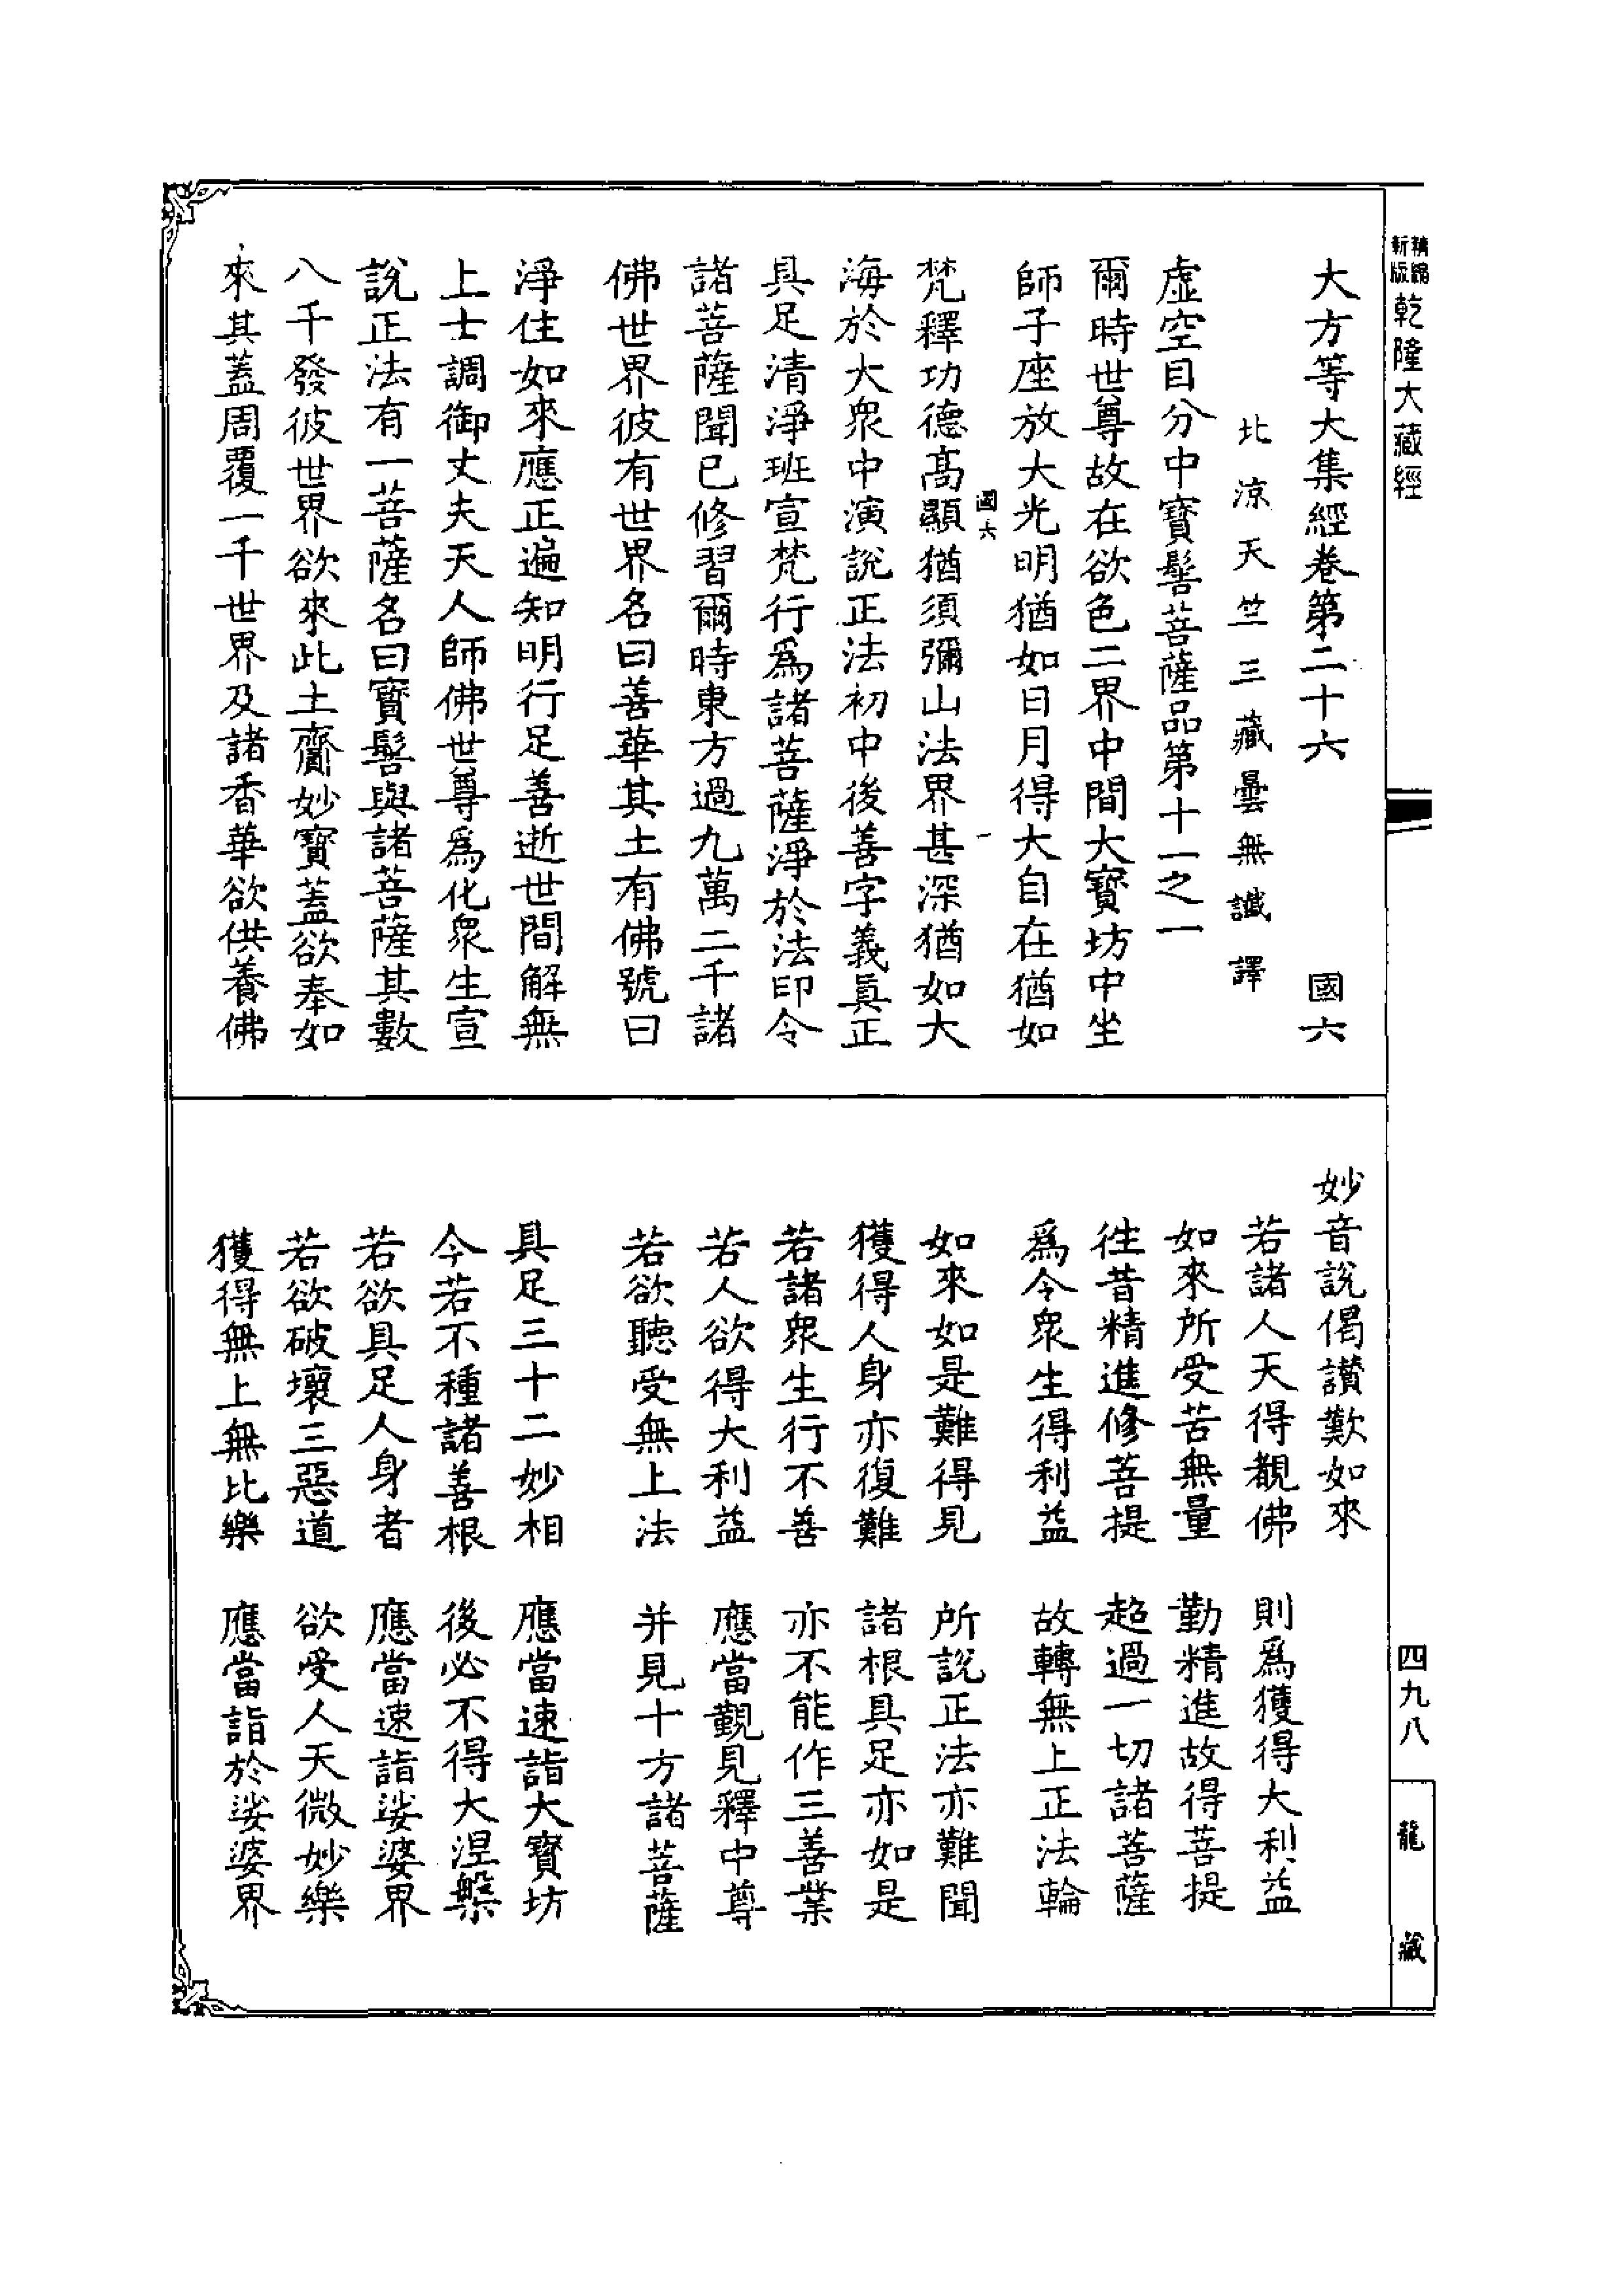 新編
新版
乾隆大藏經
大方等大集經卷第二十六 國六
北涼天竺三藏曇無讖譯
虛空目分中寶髻菩薩品第十一之一
爾時世尊故在欲色二界中間大寶坊中坐
師子座放大光明猶如日月得大自在猶如
國六 一
梵釋功德高顯猶須彌山法界甚深猶如大
海於大衆中演說正法初中後善字義眞正
具足清淨班宣梵行爲諸菩薩淨於法印令
諸菩薩聞已修習爾時東方過九萬二千諸
佛世界彼有世界名曰善華其土有佛號曰
淨住如來應正遍知明行足善逝世間解無
上士調御丈夫天人師佛世尊爲化衆生宣
說正法有一菩薩名曰寶髻與諸菩薩其數
八千發彼世界欲來此土齎妙寶蓋欲奉如
來其蓋周覆一千世界及諸香華欲供養佛
妙音說偈讚歎如來
若諸人天得覩佛 則爲獲得大利益
如來所受苦無量 勤精進故得菩提
徃昔精進修菩提 超過一切諸菩薩
爲令衆生得利益 故轉無上正法輪
如來如是難得見 所說正法亦難聞
獲得人身亦復難 諸根具足亦如是
若諸衆生行不善 亦不能作三善業
若人欲得大利益 應當觀見釋中尊
若欲聽受無上法 并見十方諸菩薩
具足三十二妙相 應當速詣大寶坊
今若不種諸善根 後必不得大涅槃
若欲具足人身者 應當速詣娑婆界
若欲破壞三惡道 欲受人天微妙樂
獲得無上無比樂 應當詣於娑婆界
四九八
龍藏